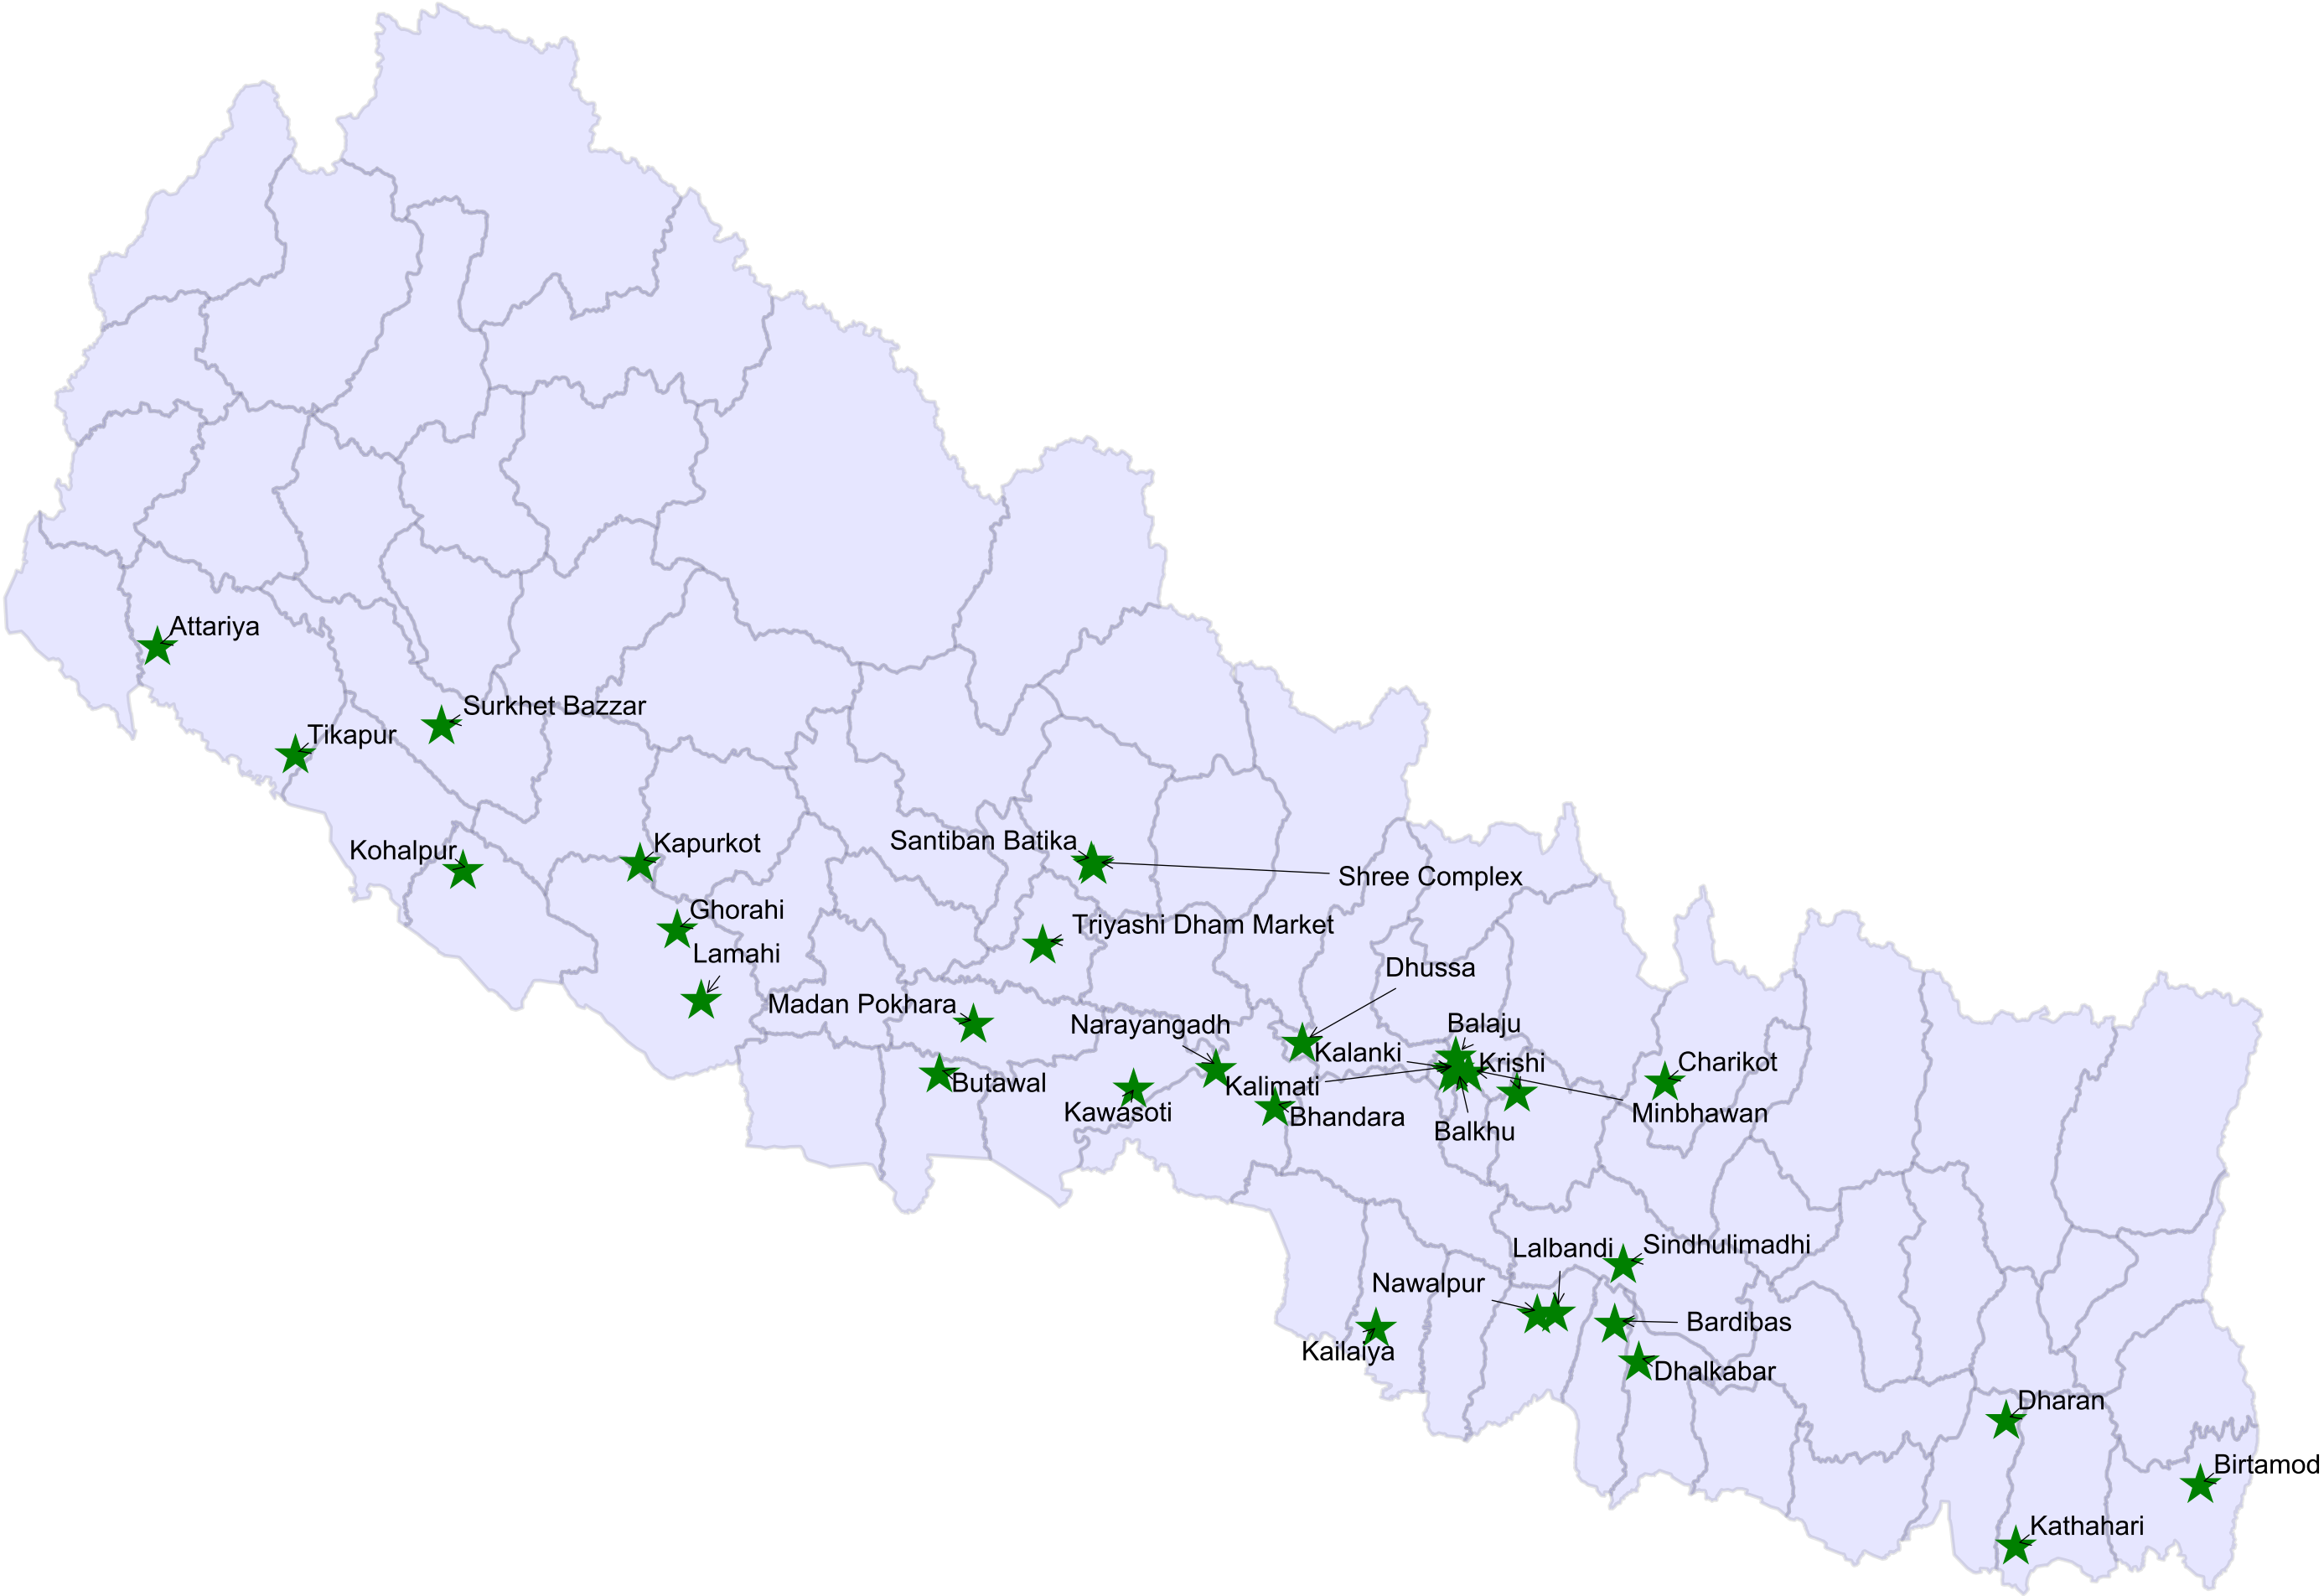 Attariya
Surkhet Bazzar
Tikapur
Kohalpur
Kapurkot
Santiban Batika
Shree Complex
Ghorahi
Triyashi Dham Market
Lamahi
Dhussa
Madan Pokhara
Narayangadh
Balaju
Kalanki
Krishi
Charikot
Butawal
Kalimati
Kawasoti
Bhandara
Minbhawan
Balkhu
Lalbandi
Sindhulimadhi
Nawalpur
Bardibas
Kailaiya
Dhalkabar
Dharan
Birtamod
Kathahari